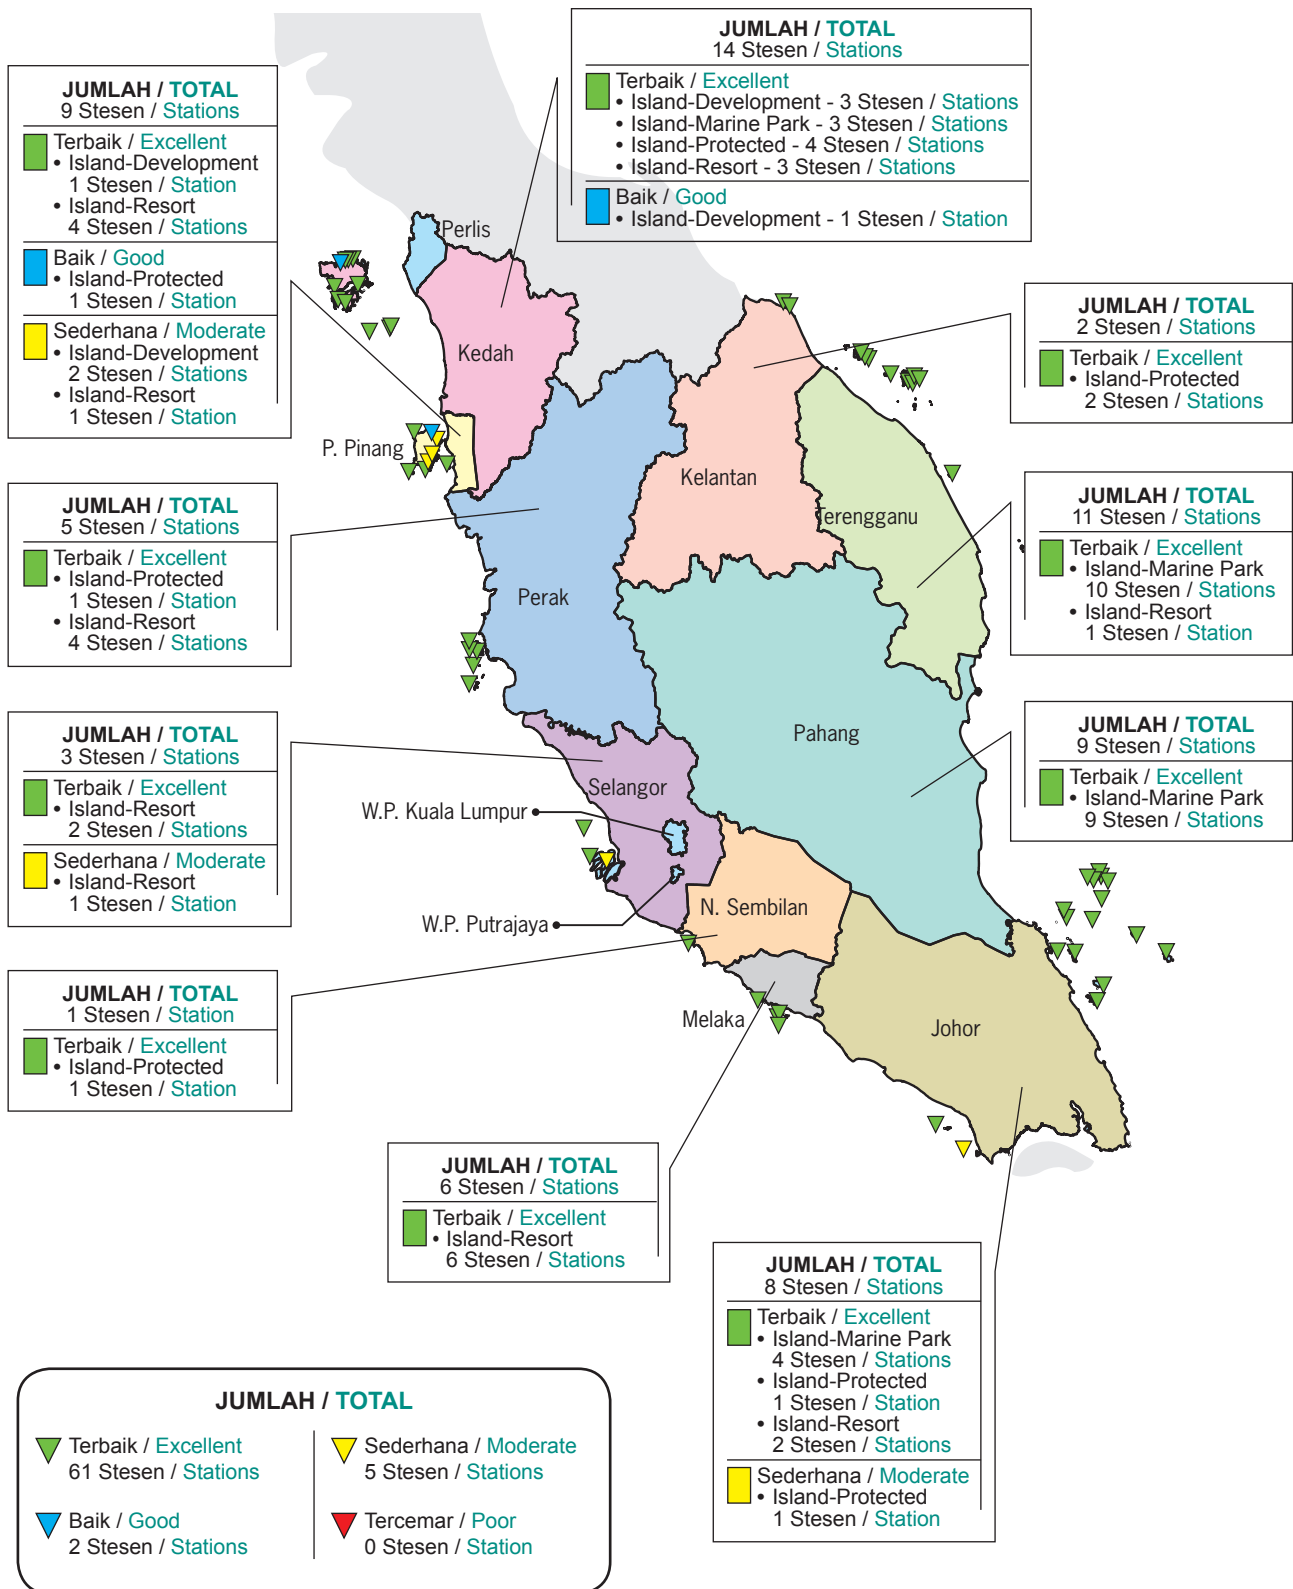 JUMLAH / TOTAL
14 Stesen / Stations
Terbaik / Excellent
• Island-Development - 3 Stesen / Stations
• Island-Marine Park - 3 Stesen / Stations
• Island-Protected - 4 Stesen / Stations
• Island-Resort - 3 Stesen / Stations
Baik / Good
• Island-Development - 1 Stesen / Station
JUMLAH / TOTAL
9 Stesen / Stations
Terbaik / Excellent
• Island-Development
1 Stesen / Station
• Island-Resort
4 Stesen / Stations
Baik / Good
• Island-Protected
1 Stesen / Station
Sederhana / Moderate
• Island-Development
2 Stesen / Stations
• Island-Resort
1 Stesen / Station
JUMLAH / TOTAL
2 Stesen / Stations
Terbaik / Excellent
• Island-Protected
2 Stesen / Stations
Perlis
Kedah
P. Pinang
Kelantan
Terengganu
Perak
Pahang
Selangor
W.P. Kuala Lumpur
W.P. Putrajaya
N. Sembilan
Melaka
Johor
JUMLAH / TOTAL
5 Stesen / Stations
Terbaik / Excellent
• Island-Protected
1 Stesen / Station
• Island-Resort
4 Stesen / Stations
JUMLAH / TOTAL
11 Stesen / Stations
Terbaik / Excellent
• Island-Marine Park
10 Stesen / Stations
• Island-Resort
1 Stesen / Station
JUMLAH / TOTAL
3 Stesen / Stations
Terbaik / Excellent
• Island-Resort
2 Stesen / Stations
Sederhana / Moderate
• Island-Resort
1 Stesen / Station
JUMLAH / TOTAL
9 Stesen / Stations
Terbaik / Excellent
• Island-Marine Park
9 Stesen / Stations
JUMLAH / TOTAL
1 Stesen / Station
Terbaik / Excellent
• Island-Protected
1 Stesen / Station
JUMLAH / TOTAL
6 Stesen / Stations
Terbaik / Excellent
• Island-Resort
6 Stesen / Stations
JUMLAH / TOTAL
8 Stesen / Stations
Terbaik / Excellent
• Island-Marine Park
4 Stesen / Stations
• Island-Protected
1 Stesen / Station
• Island-Resort
2 Stesen / Stations
Sederhana / Moderate
• Island-Protected
1 Stesen / Station
JUMLAH / TOTAL
Terbaik / Excellent
61 Stesen / Stations
Baik / Good
2 Stesen / Stations
Sederhana / Moderate
5 Stesen / Stations
Tercemar / Poor
0 Stesen / Station